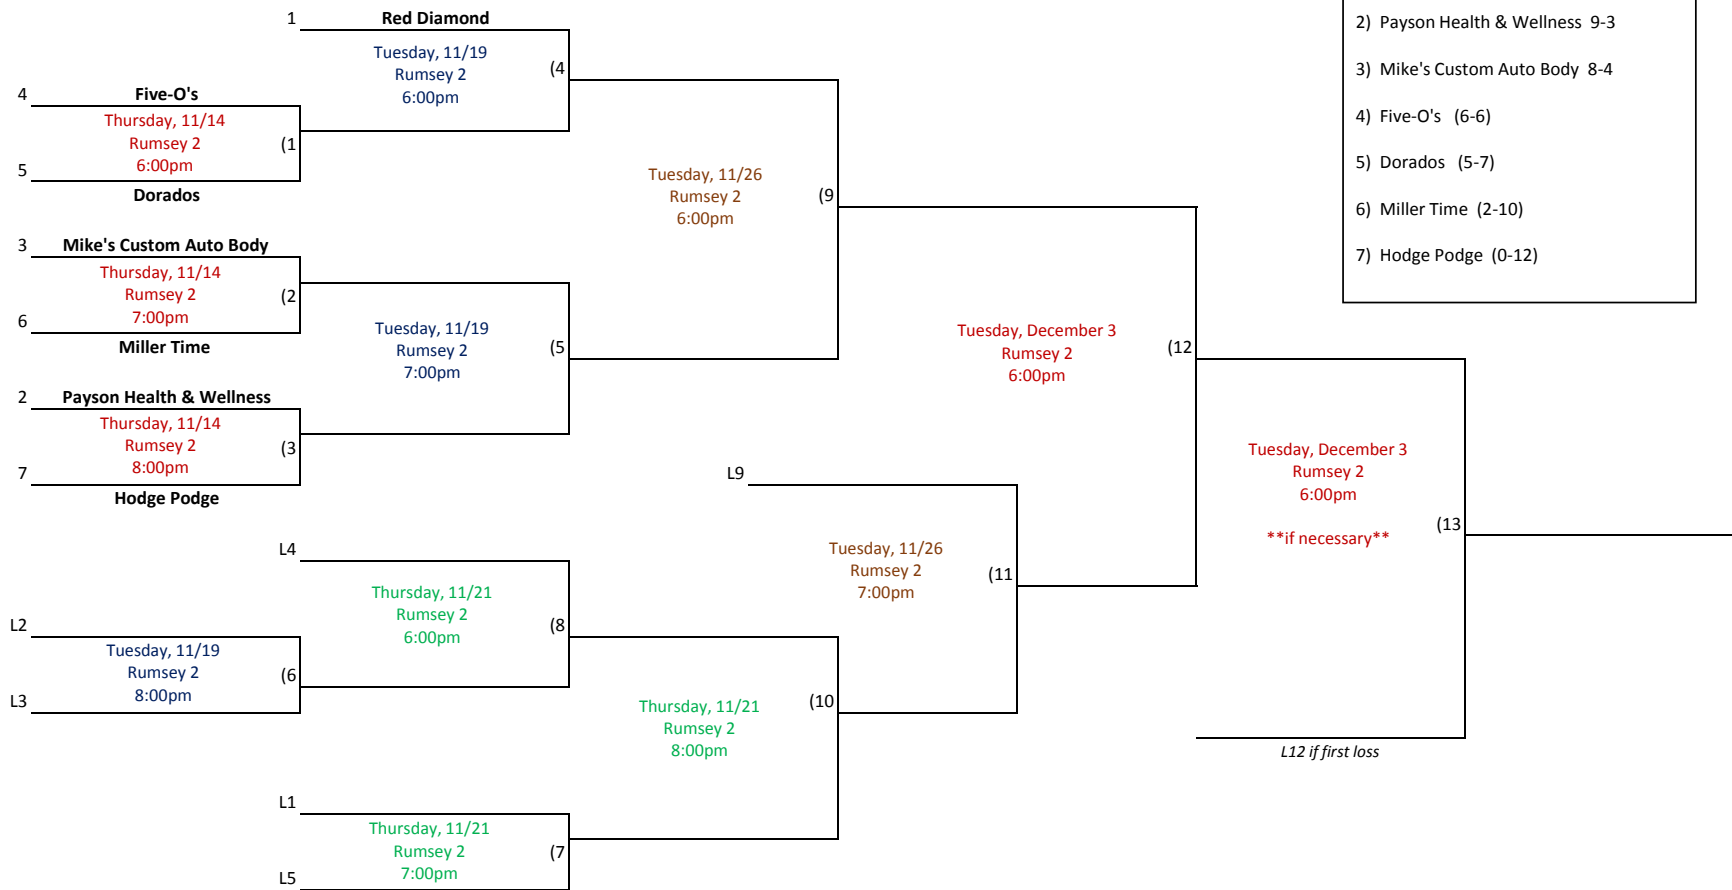 1
Red Diamond
Tuesday, 11/19
Rumsey 2
6:00pm
(4
4
Five-O's
Thursday, 11/14
Rumsey 2
6:00pm
(1
5
Dorados
3
Mike's Custom Auto Body
Thursday, 11/14
Rumsey 2
7:00pm
(2
6
Miller Time
Tuesday, 11/19
Rumsey 2
7:00pm
(5
2
Payson Health & Wellness
Thursday, 11/14
Rumsey 2
8:00pm
(3
7
Hodge Podge
Tuesday, 11/26
Rumsey 2
6:00pm
(9
Tuesday, December 3
Rumsey 2
6:00pm
(12
2) Payson Health & Wellness 9-3
3) Mike's Custom Auto Body 8-4
4) Five-O's (6-6)
5) Dorados (5-7)
6) Miller Time (2-10)
7) Hodge Podge (0-12)
Tuesday, December 3
Rumsey 2
6:00pm
**if necessary**
(13
L12 if first loss
L9
Tuesday, 11/26
Rumsey 2
7:00pm
(11
L4
Thursday, 11/21
Rumsey 2
6:00pm
(8
L2
Tuesday, 11/19
Rumsey 2
8:00pm
(6
L3
Thursday, 11/21
Rumsey 2
8:00pm
(10
L1
Thursday, 11/21
Rumsey 2
7:00pm
(7
L5